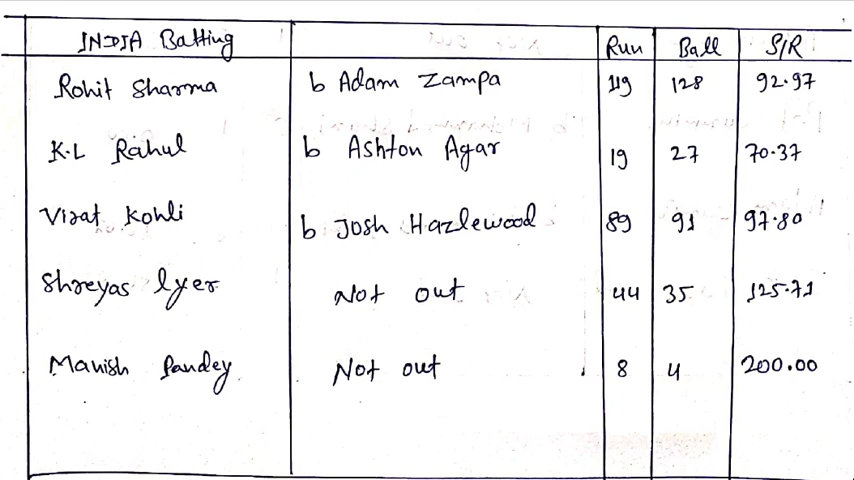 INDIA Batting Run Ball S/R
Rohit Sharma b Adam Zampa 119 128 92.97
K.L Rahul b Ashton Agar 19 27 70.37
Virat Kohli b Josh Hazlewood 89 91 97.80
Shreyas Iyer Not out 44 35 125.71
Manish Pandey Not out 8 4 200.00